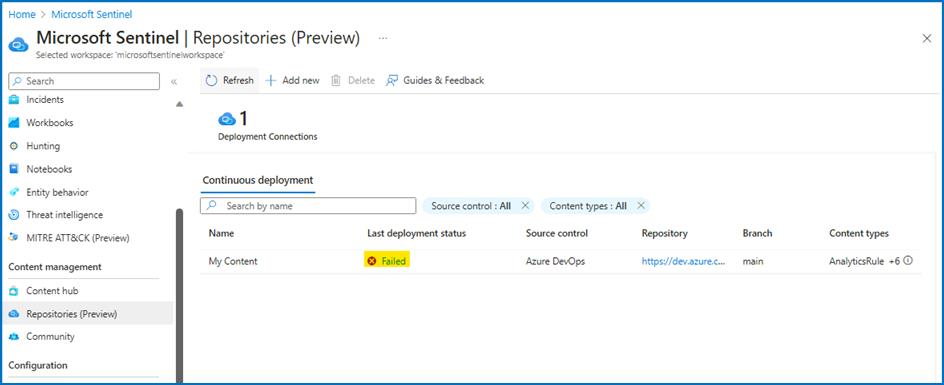 Home > Microsoft Sentinel >
Microsoft Sentinel | Repositories (Preview) ...
Selected workspace: 'microsoftsentinelworkspace'
Search
«
Incidents
Workbooks
Hunting
Notebooks
Entity behavior
Threat intelligence
MITRE ATT&CK (Preview)
Content management
Content hub
Repositories (Preview)
Community
Configuration
Refresh + Add new Delete Guides & Feedback
1
Deployment Connections
Continuous deployment
Search by name Source control : All Content types : All
Name Last deployment status Source control Repository Branch Content types
My Content Failed Azure DevOps https://dev.azure.c... main AnalyticsRule +6